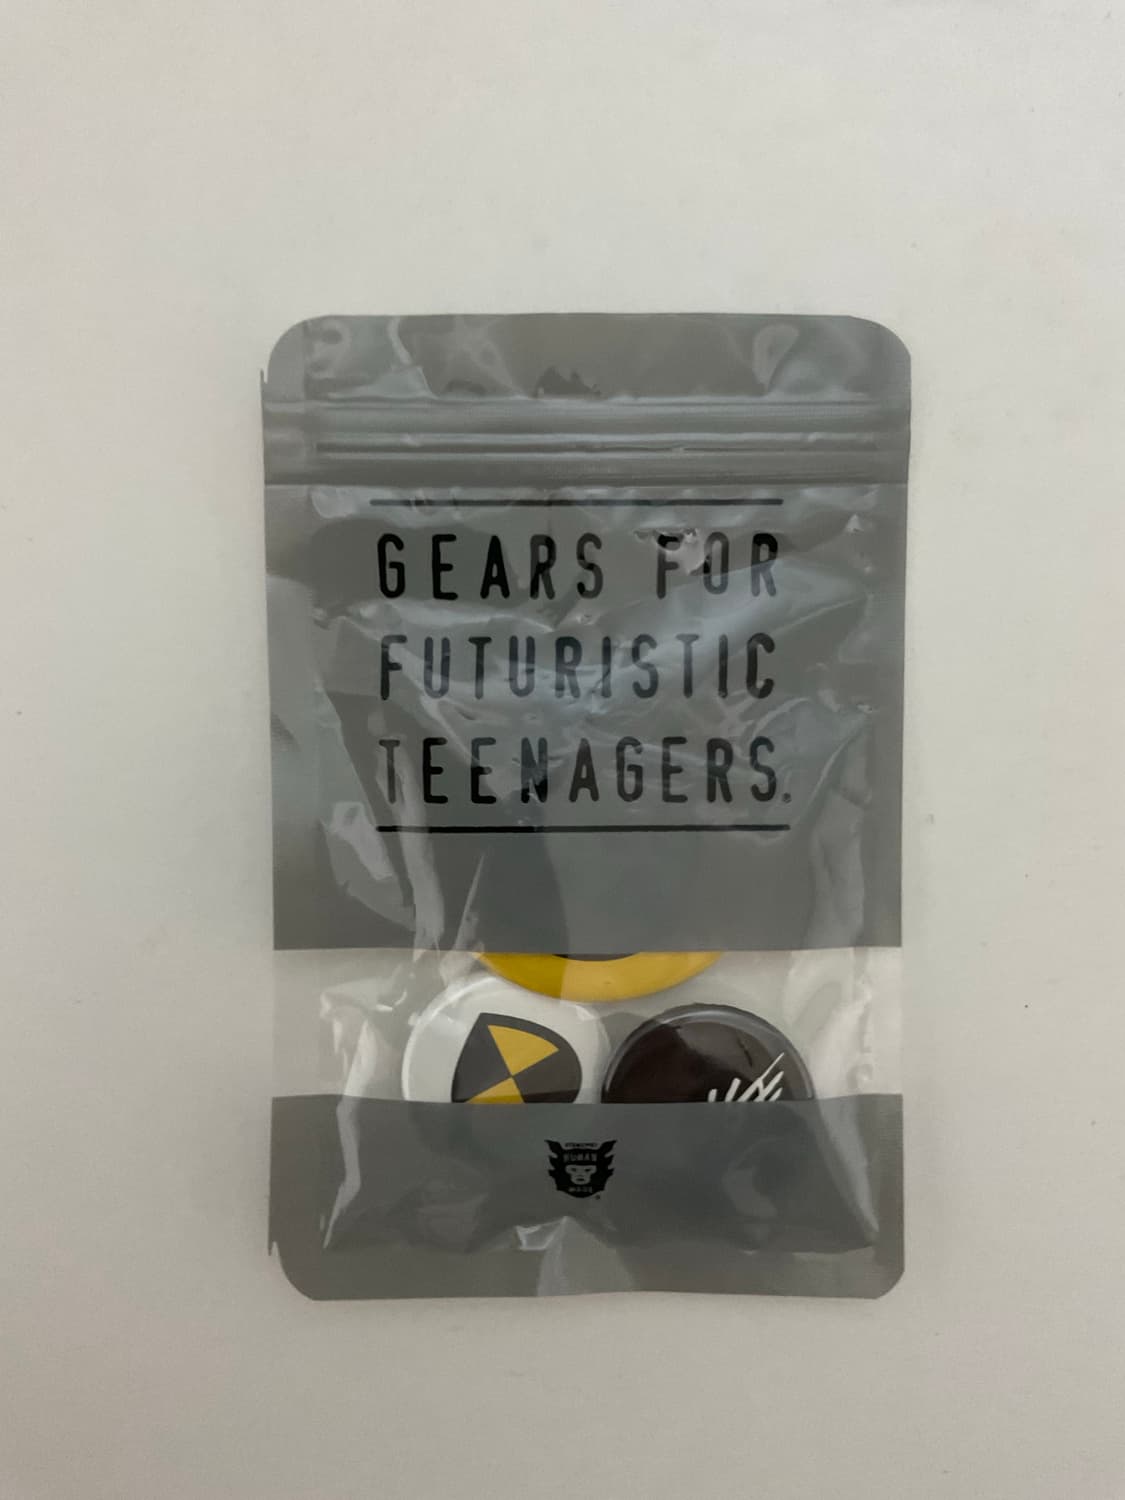 GEARS FOR
FUTURISTIC
TEENAGERS®
HUMAN
MADE